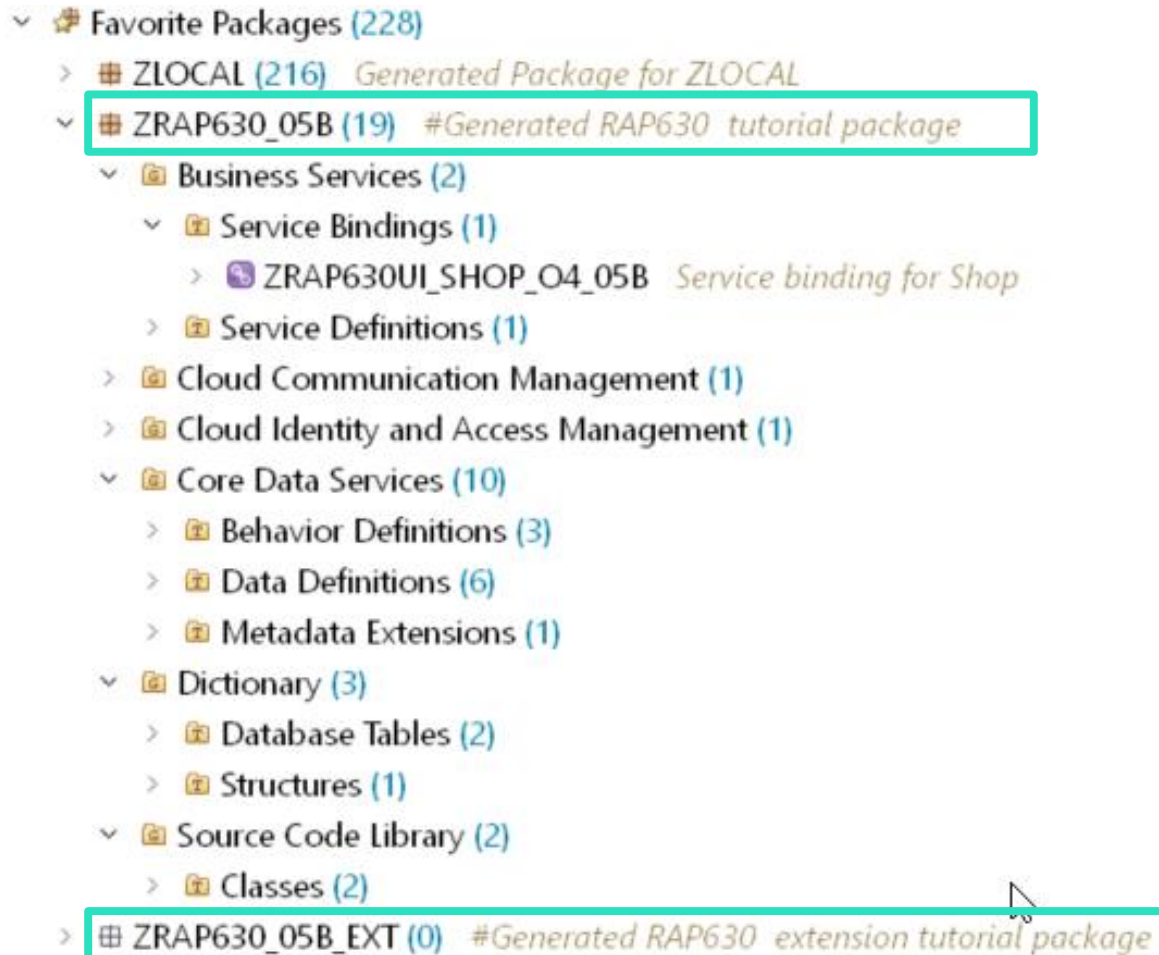 Favorite Packages (228)
ZLOCAL (216) Generated Package for ZLOCAL
ZRAP630_05B (19) #Generated RAP630 tutorial package
Business Services (2)
Service Bindings (1)
ZRAP630UI_SHOP_O4_05B Service binding for Shop
Service Definitions (1)
Cloud Communication Management (1)
Cloud Identity and Access Management (1)
Core Data Services (10)
Behavior Definitions (3)
Data Definitions (6)
Metadata Extensions (1)
Dictionary (3)
Database Tables (2)
Structures (1)
Source Code Library (2)
Classes (2)
ZRAP630_05B_EXT (0) #Generated RAP630 extension tutorial package